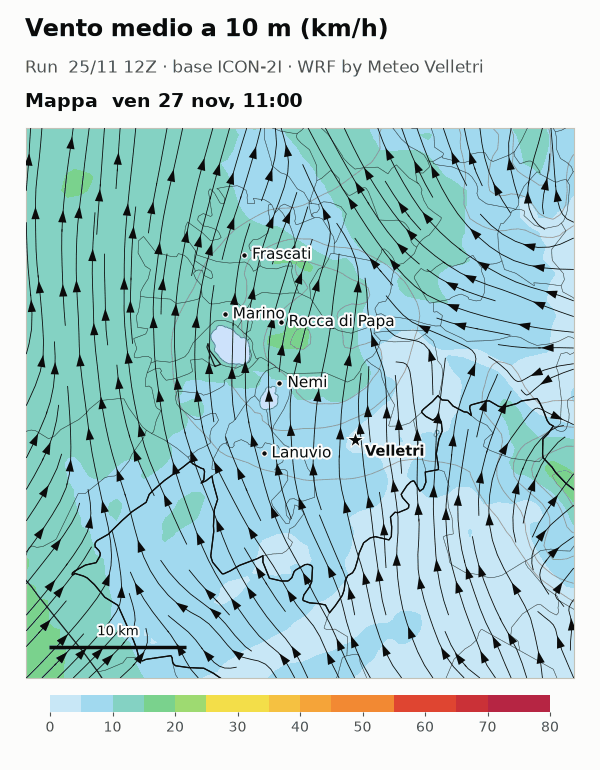 Vento medio a 10 m (km/h)
Run 25/11 12Z · base ICON-2I · WRF by Meteo Velletri
Mappa ven 27 nov, 11:00
Frascati
Marino
Rocca di Papa
Nemi
Velletri
Lanuvio
10 km
0 10 20 30 40 50 60 70 80